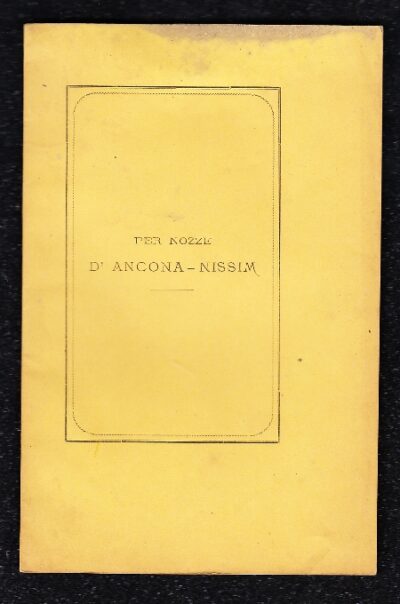 PER NOZZE
D' ANCONA - NISSIM